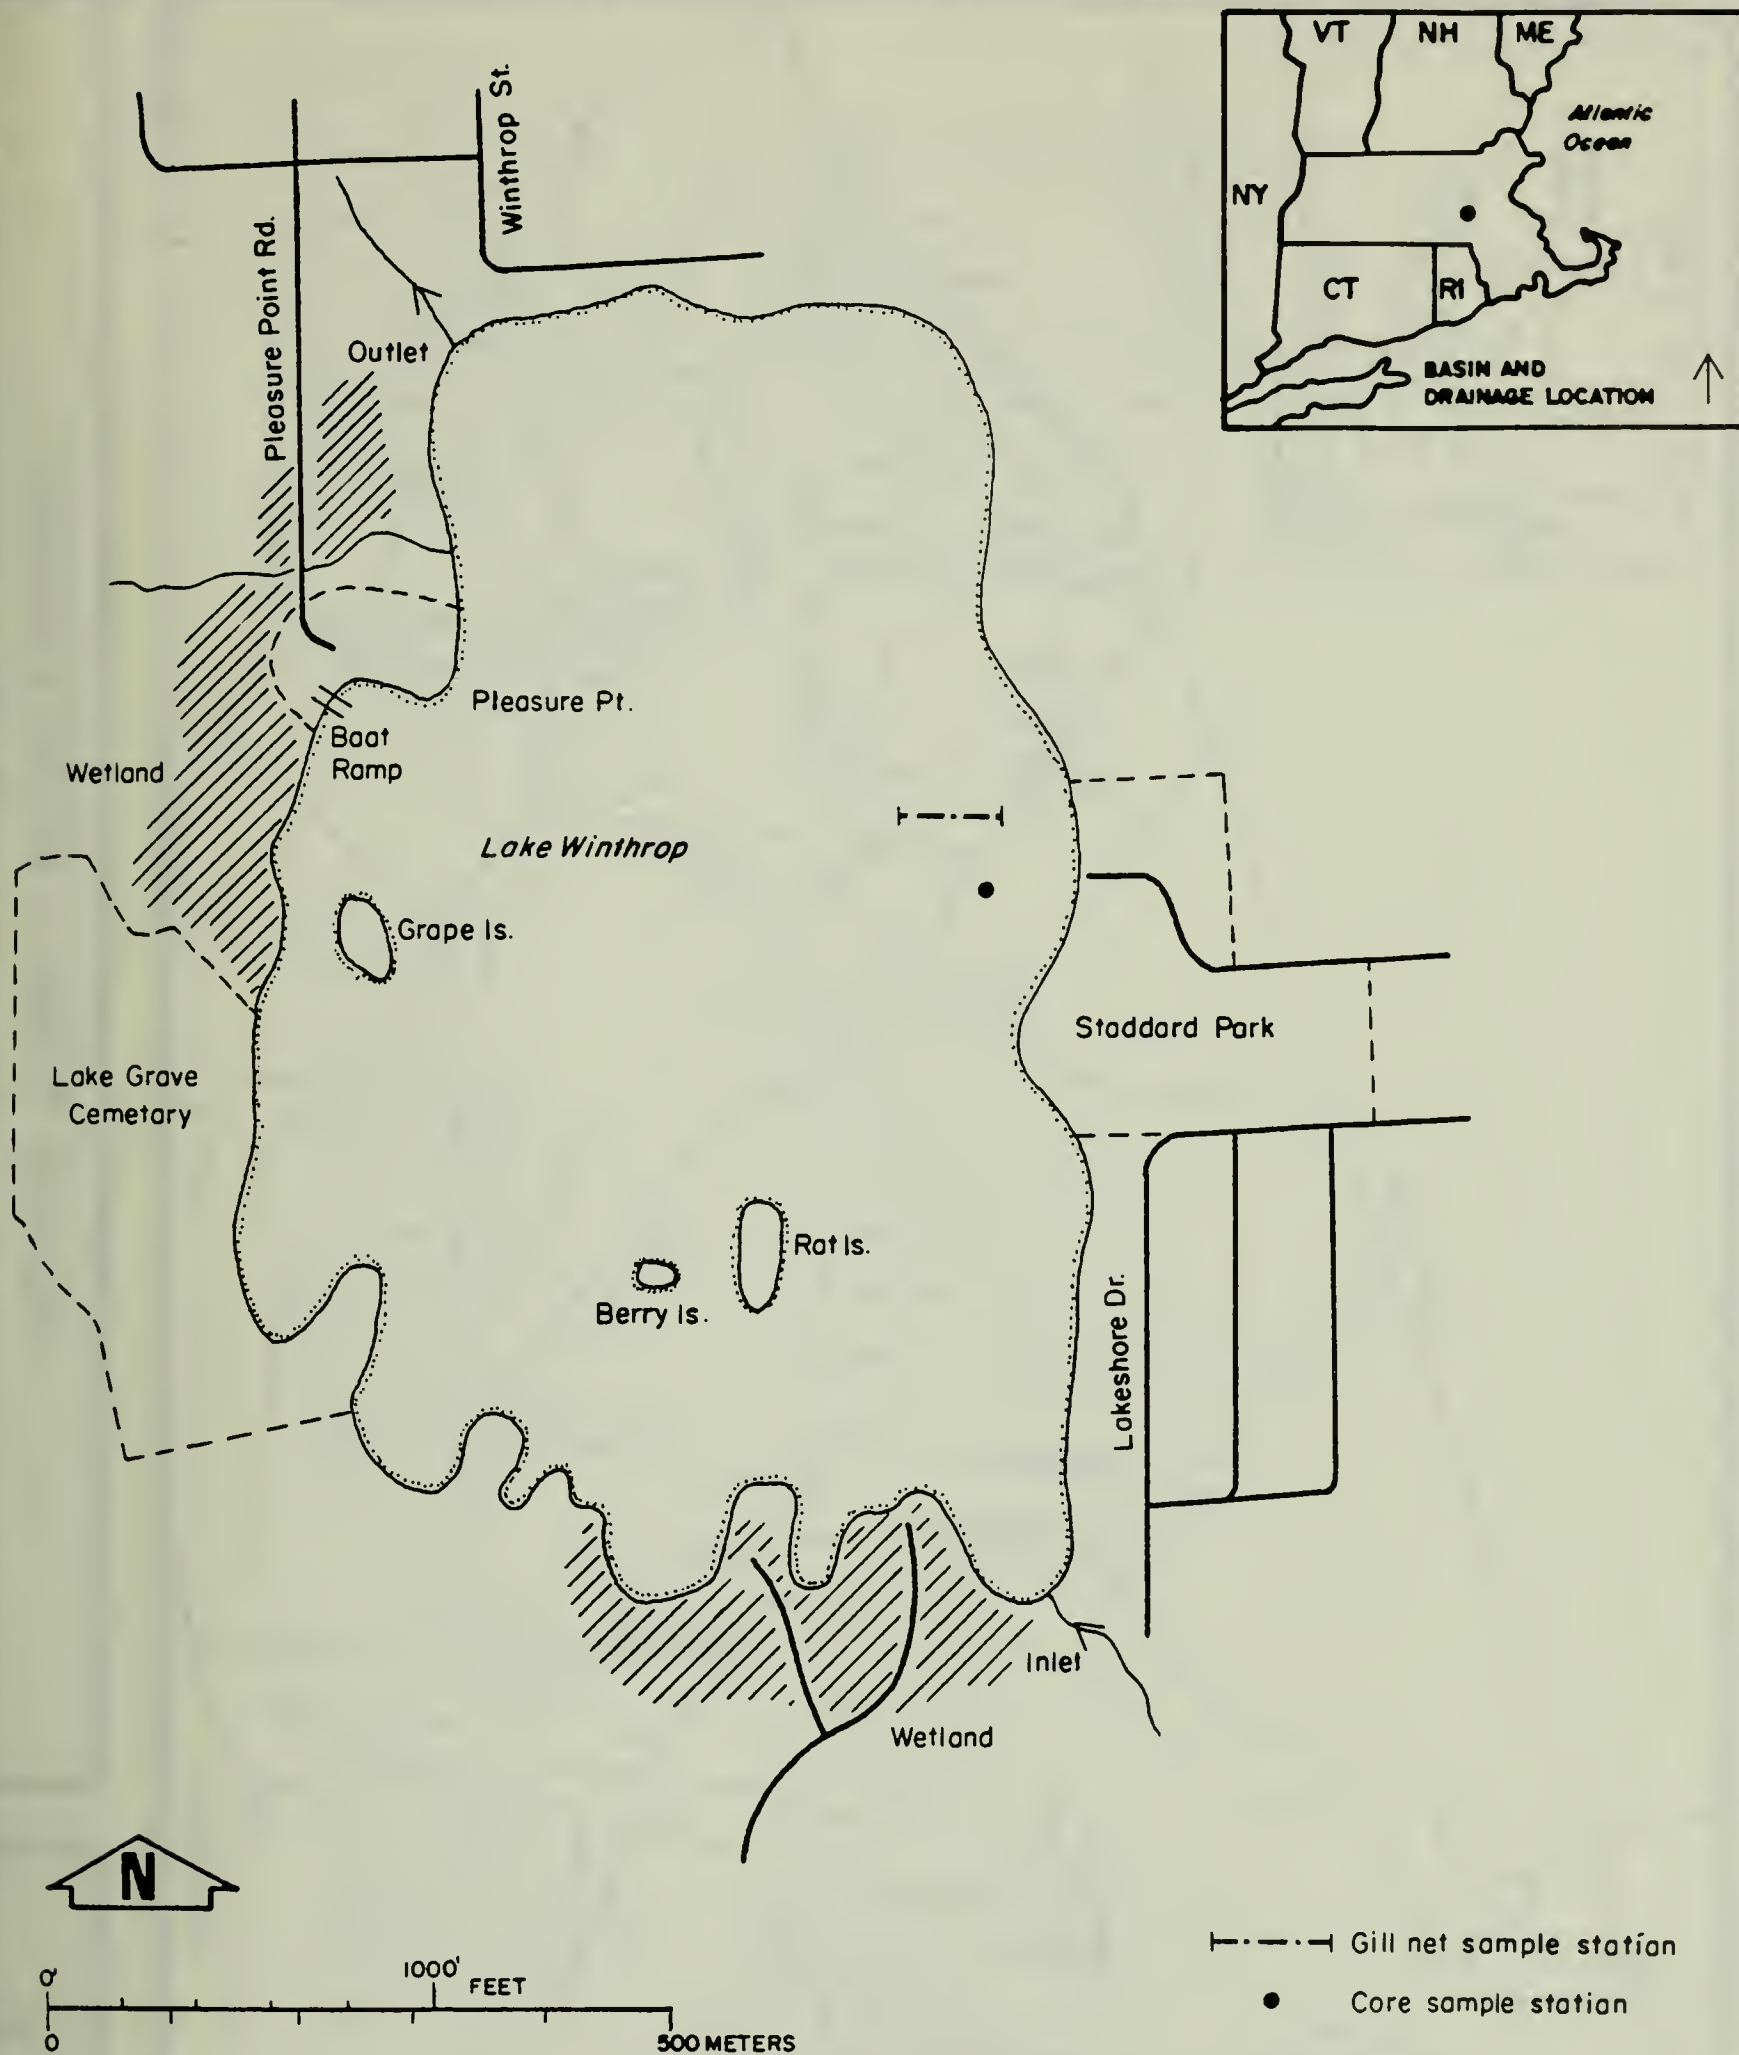 VT
NH
ME
Atlantic
Ocean
NY
CT
RI
BASIN AND
DRAINAGE LOCATION
Winthrop St.
Pleasure Point Rd.
Outlet
Pleasure Pt.
Boat
Ramp
Wetland
Lake Winthrop
Grape Is.
Stoddard Park
Lake Grove
Cemetary
Rat Is.
Berry Is.
Lakeshore Dr.
Inlet
Wetland
N
Gill net sample station
Core sample station
0'
1000'
FEET
0
500 METERS